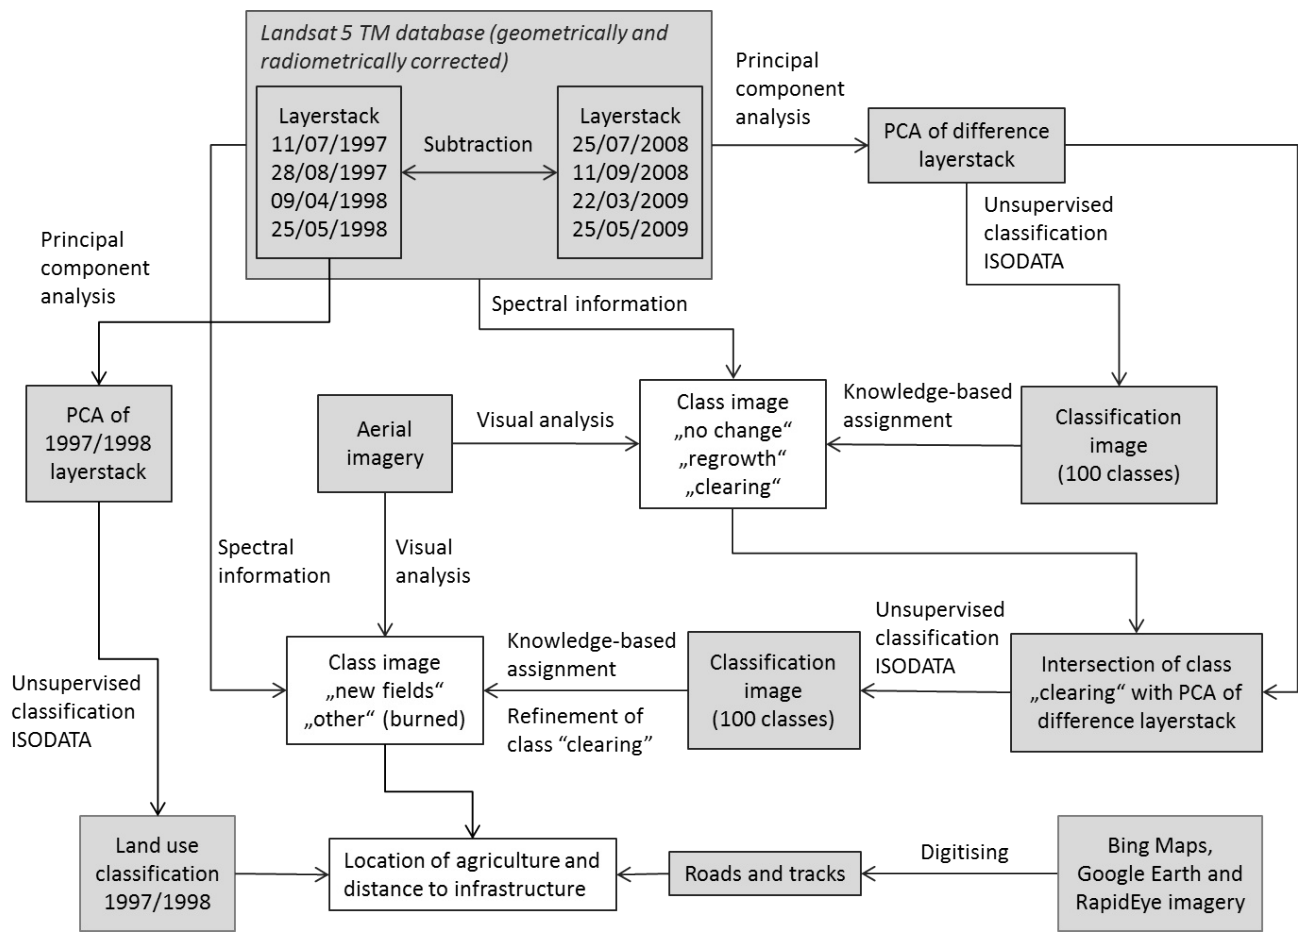 Landsat 5 TM database (geometrically and
radiometrically corrected)
Layerstack
11/07/1997
28/08/1997
09/04/1998
25/05/1998
Subtraction
Layerstack
25/07/2008
11/09/2008
22/03/2009
25/05/2009
Principal
component
analysis
PCA of difference
layerstack
Unsupervised
classification
ISODATA
Principal
component
analysis
Spectral information
PCA of
1997/1998
layerstack
Aerial
imagery
Visual analysis
Class image
„no change“
„regrowth“
„clearing“
Knowledge-based
assignment
Classification
image
(100 classes)
Spectral
information
Visual
analysis
Unsupervised
classification
ISODATA
Class image
„new fields“
„other“ (burned)
Knowledge-based
assignment
Refinement of
class “clearing”
Classification
image
(100 classes)
Unsupervised
classification
ISODATA
Intersection of class
„clearing“ with PCA of
difference layerstack
Land use
classification
1997/1998
Location of agriculture and
distance to infrastructure
Roads and tracks
Digitising
Bing Maps,
Google Earth and
RapidEye imagery